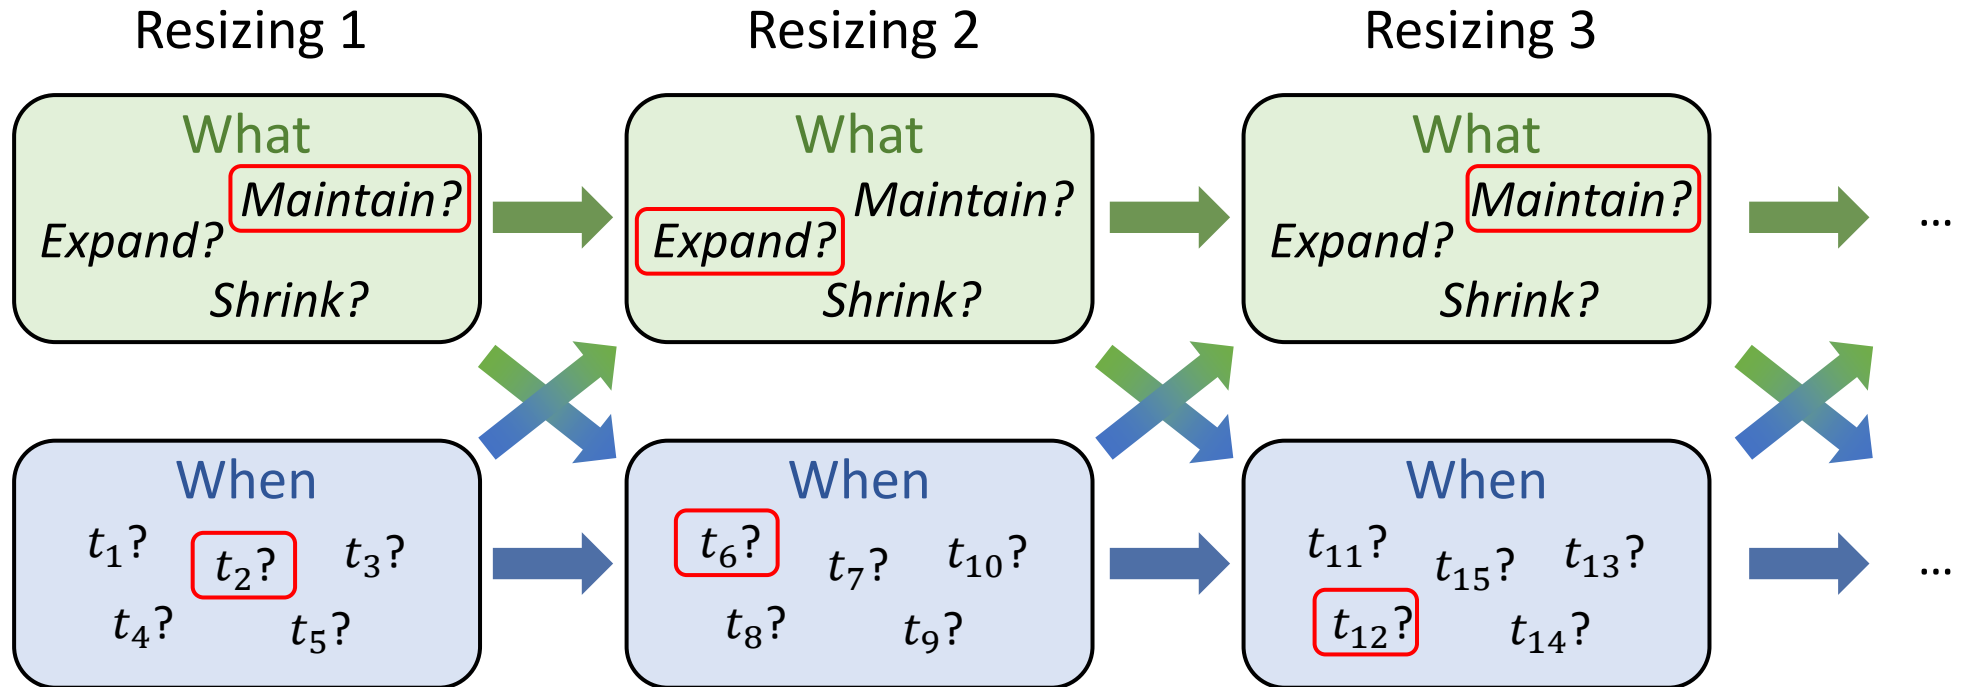 Resizing 1
Resizing 2
Resizing 3
What
Maintain?
Expand?
Shrink?
What
Maintain?
Expand?
Shrink?
What
Maintain?
Expand?
Shrink?
...
When
t₁?
t₂?
t₃?
t₄?
t₅?
When
t₆?
t₇?
t₁₀?
t₈?
t₉?
When
t₁₁?
t₁₅?
t₁₃?
t₁₂?
t₁₄?
...